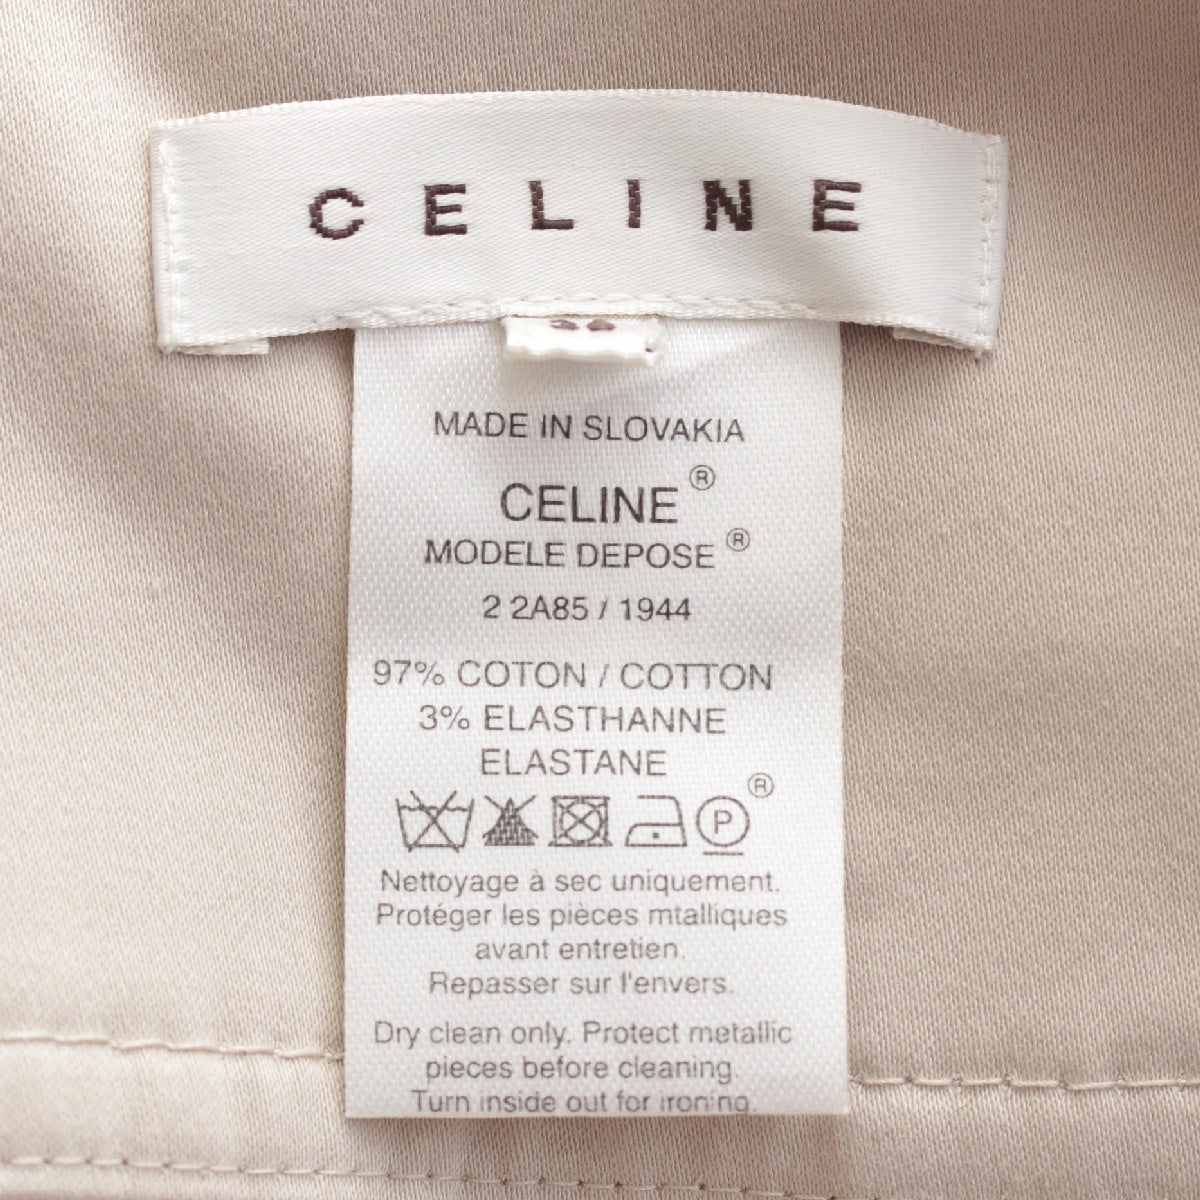 CELINE
MADE IN SLOVAKIA
CELINE®
MODELE DEPOSE®
2 2A85 / 1944
97% COTON / COTTON
3% ELASTHANNE
ELASTANE
P ®
Nettoyage à sec uniquement.
Protéger les pièces mtalliques
avant entretien.
Repasser sur l'envers.
Dry clean only. Protect metallic
pieces before cleaning.
Turn inside out for ironing.